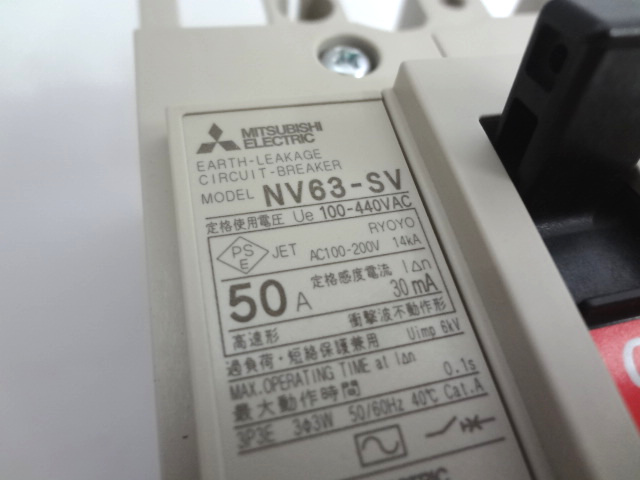 MITSUBISHI
ELECTRIC
EARTH-LEAKAGE
CIRCUIT-BREAKER
MODEL NV63-SV
定格使用電圧 Ue 100-440VAC
PS
E
JET
RYOYO
AC100-200V 14kA
50A
定格感度電流 IΔn
30mA
高速形 衝撃波不動作形
過負荷・短絡保護兼用 Uimp 6kV
MAX.OPERATING TIME at IΔn 0.1s
最大動作時間
3P3E 3φ3W 50/60Hz 40℃ Cat.A